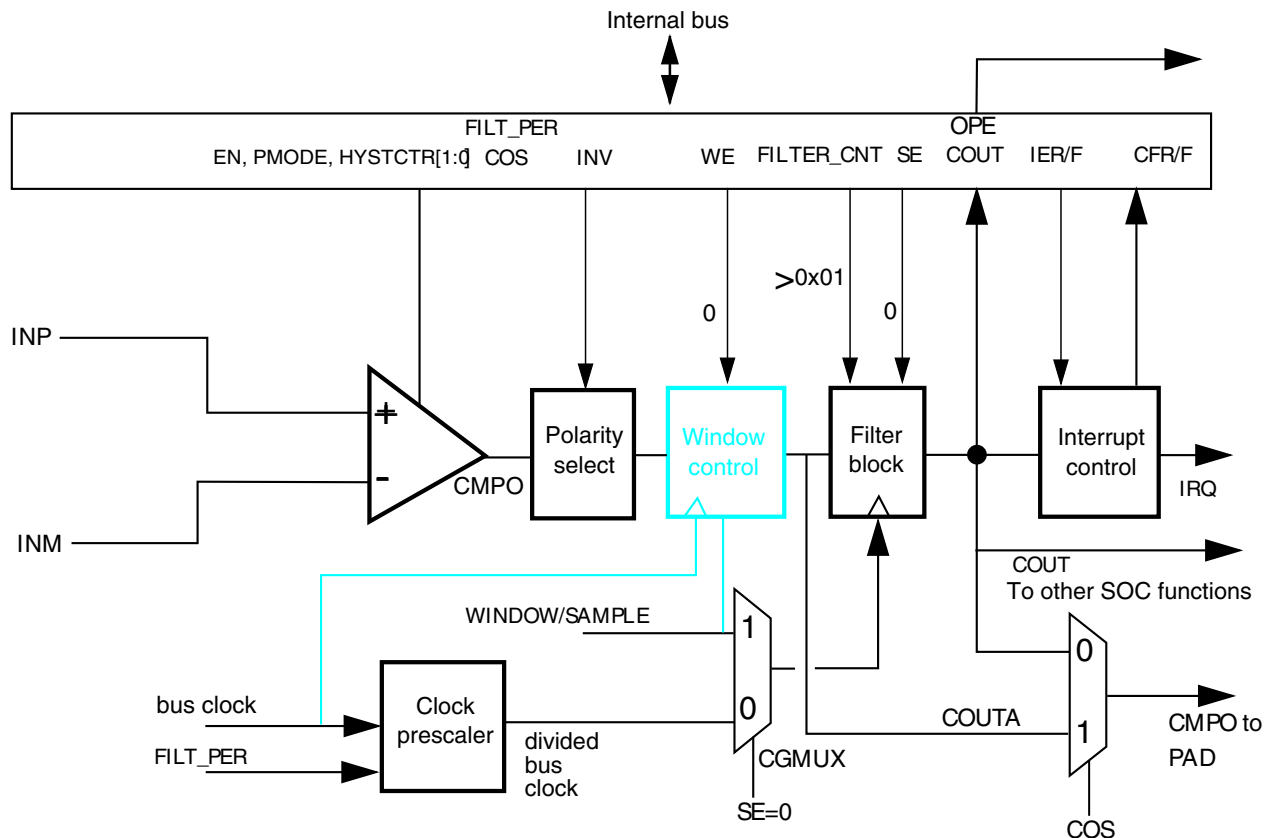 Internal bus
FILT_PER
OPE
EN, PMODE, HYSTCTR[1:0] COS INV WE FILTER_CNT SE COUT IER/F CFR/F
>0x01
0
0
INP
+
-
INM
CMPO
Polarity
select
Window
control
Filter
block
Interrupt
control
IRQ
COUT
To other SOC functions
WINDOW/SAMPLE
1
0
CGMUX
SE=0
bus clock
FILT_PER
Clock
prescaler
divided
bus
clock
COUTA
0
1
CMPO to
PAD
COS